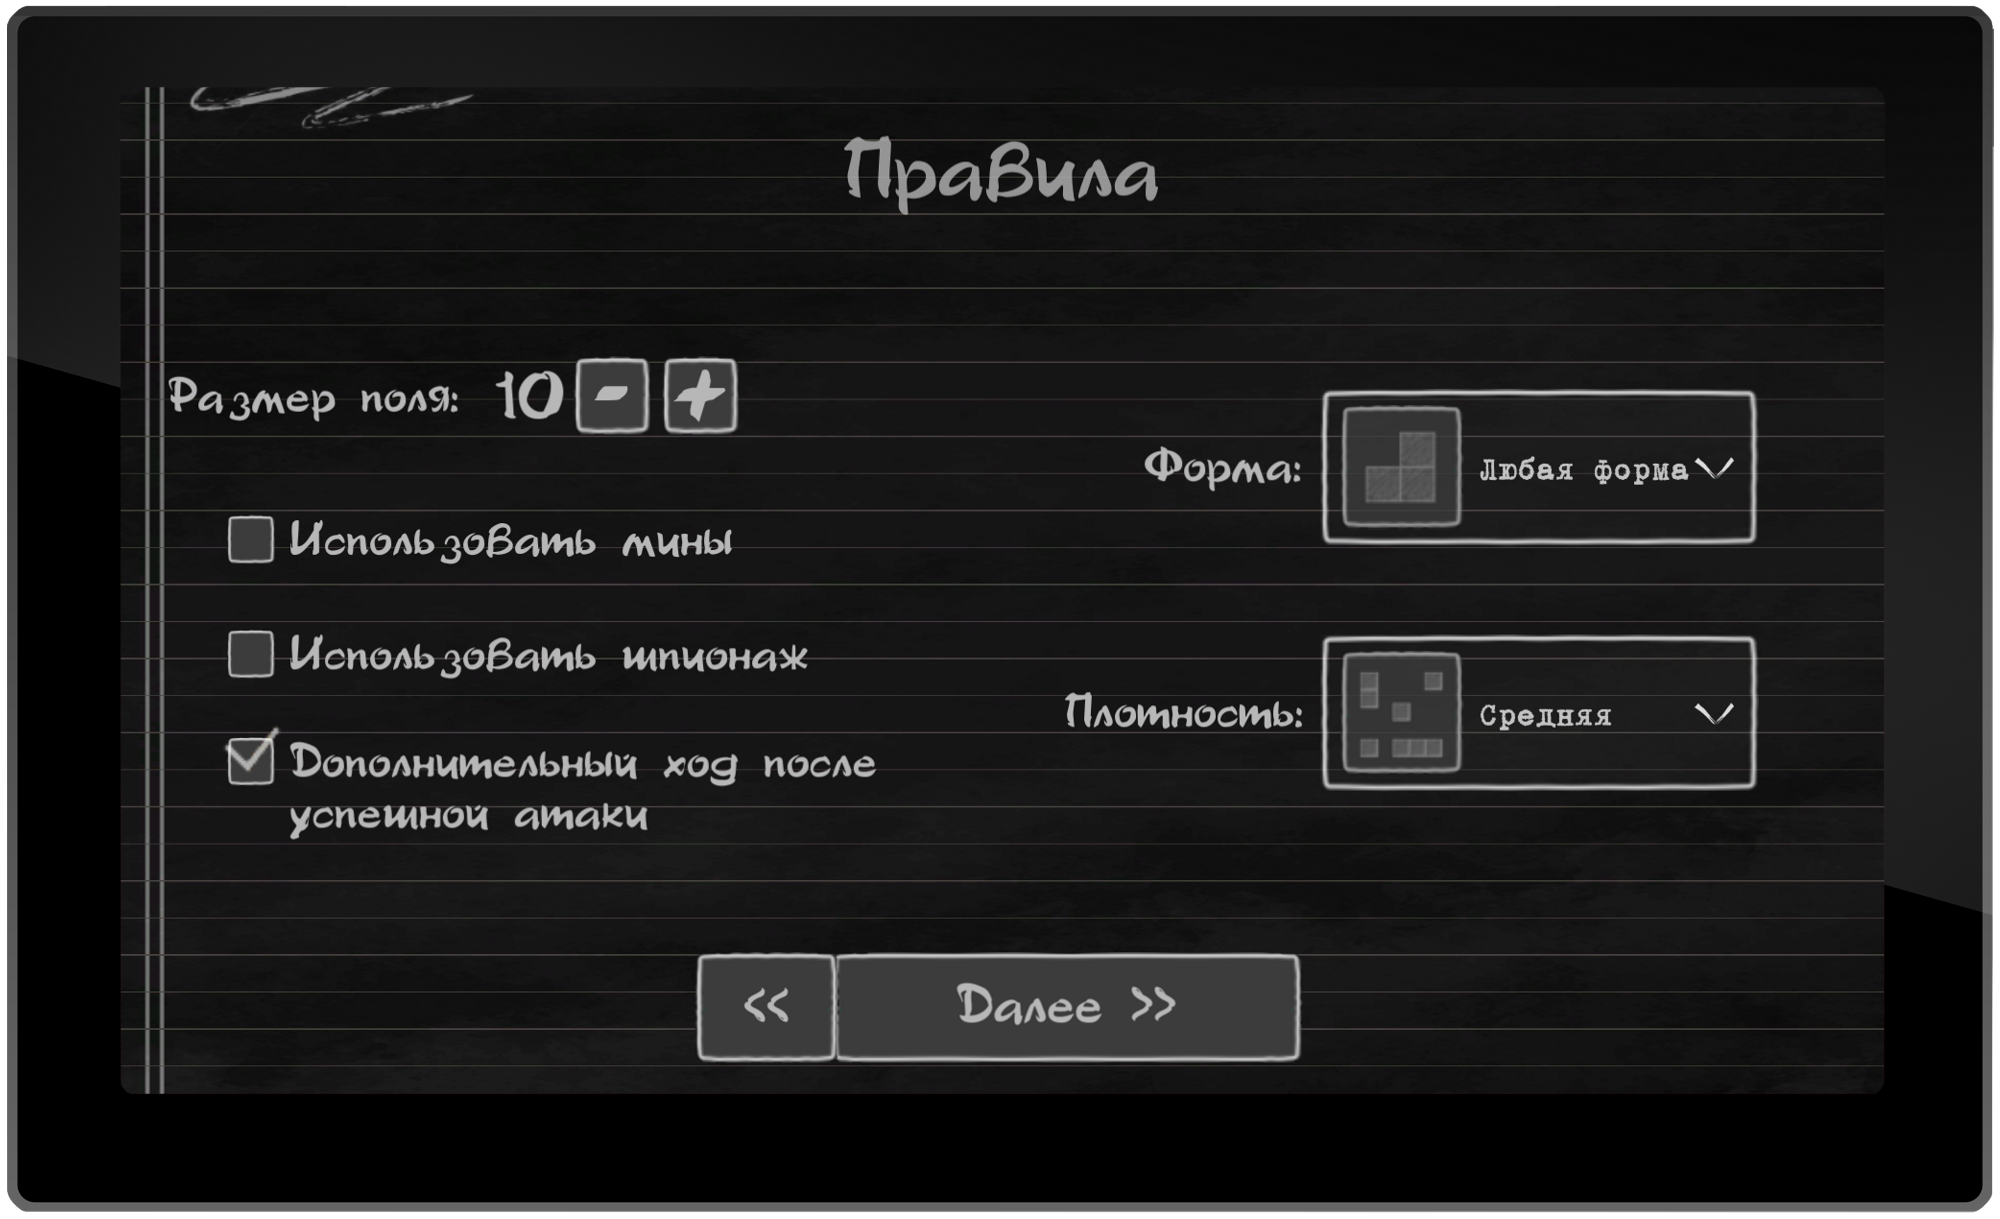 Правила
Размер поля: 10 - +
Использовать мины
Использовать шпионаж
Дополнительный ход после
успешной атаки
Форма: Любая форма
Плотность: Средняя
<< Далее >>